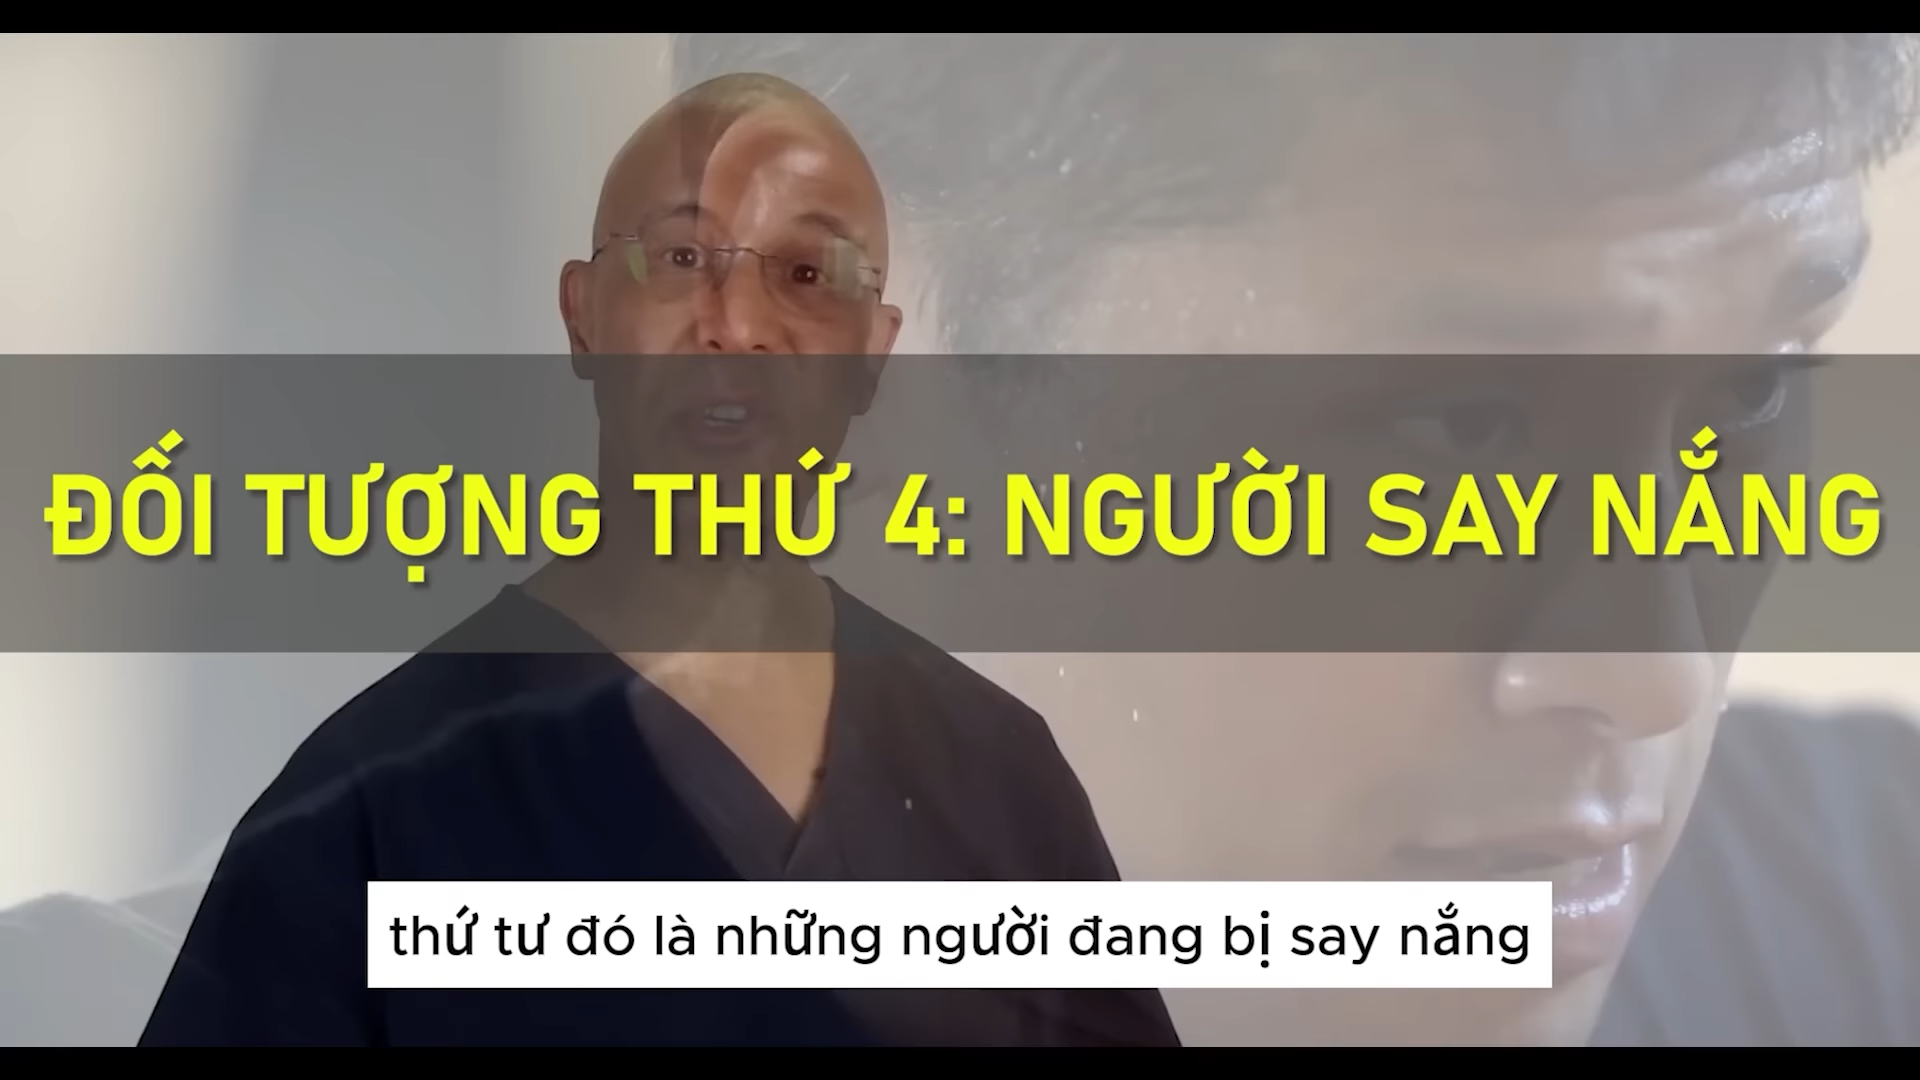 ĐỐI TƯỢNG THỨ 4: NGƯỜI SAY NẮNG
thứ tư đó là những người đang bị say nắng